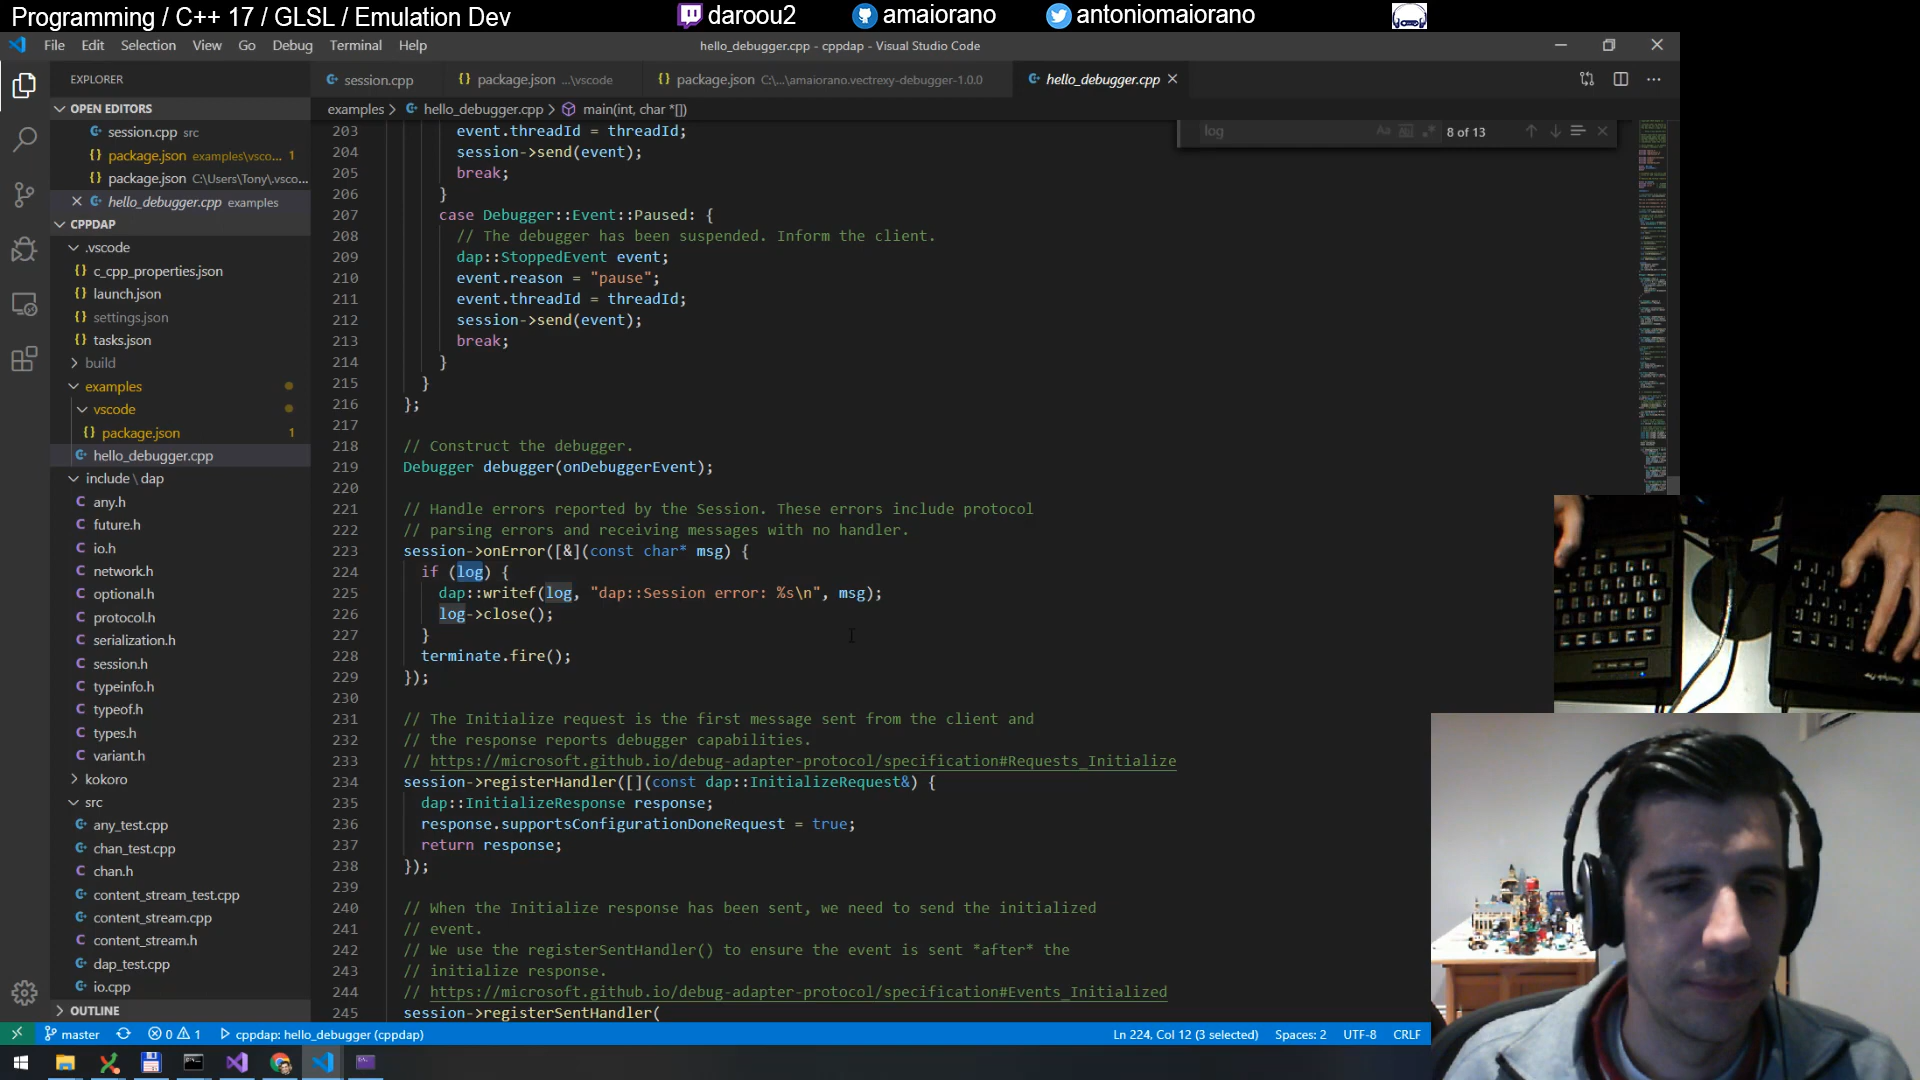 Programming / C++ 17 / GLSL / Emulation Dev
daroou2
amaiorano
antoniomaiorano
File Edit Selection View Go Debug Terminal Help
hello_debugger.cpp - cppdap - Visual Studio Code
EXPLORER
session.cpp
package.json ...\vscode
package.json C:\...\amaiorano.vectrexy-debugger-1.0.0
hello_debugger.cpp
OPEN EDITORS
session.cpp src
package.json examples\vsco... 1
package.json C:\Users\Tony\.vsco...
hello_debugger.cpp examples
CPPDAP
.vscode
c_cpp_properties.json
launch.json
settings.json
tasks.json
build
examples
vscode
package.json 1
hello_debugger.cpp
include \ dap
any.h
future.h
io.h
network.h
optional.h
protocol.h
serialization.h
session.h
typeinfo.h
typeof.h
types.h
variant.h
kokoro
src
any_test.cpp
chan_test.cpp
chan.h
content_stream_test.cpp
content_stream.cpp
content_stream.h
dap_test.cpp
io.cpp
OUTLINE
examples > hello_debugger.cpp > main(int, char *[])
log
8 of 13
203 event.threadId = threadId;
204 session->send(event);
205 break;
206 }
207 case Debugger::Event::Paused: {
208 // The debugger has been suspended. Inform the client.
209 dap::StoppedEvent event;
210 event.reason = "pause";
211 event.threadId = threadId;
212 session->send(event);
213 break;
214 }
215 }
216 };
217
218 // Construct the debugger.
219 Debugger debugger(onDebuggerEvent);
220
221 // Handle errors reported by the Session. These errors include protocol
222 // parsing errors and receiving messages with no handler.
223 session->onError([&](const char* msg) {
224 if (log) {
225 dap::writef(log, "dap::Session error: %s\n", msg);
226 log->close();
227 }
228 terminate.fire();
229 });
230
231 // The Initialize request is the first message sent from the client and
232 // the response reports debugger capabilities.
233 // https://microsoft.github.io/debug-adapter-protocol/specification#Requests_Initialize
234 session->registerHandler([](const dap::InitializeRequest&) {
235 dap::InitializeResponse response;
236 response.supportsConfigurationDoneRequest = true;
237 return response;
238 });
239
240 // When the Initialize response has been sent, we need to send the initialized
241 // event.
242 // We use the registerSentHandler() to ensure the event is sent *after* the
243 // initialize response.
244 // https://microsoft.github.io/debug-adapter-protocol/specification#Events_Initialized
245 session->registerSentHandler(
master 0 1 cppdap: hello_debugger (cppdap)
Ln 224, Col 12 (3 selected) Spaces: 2 UTF-8 CRLF